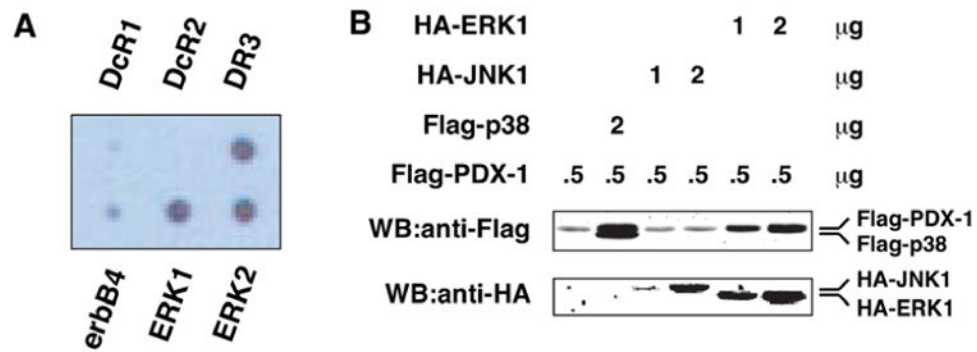 A
DcR1 DcR2 DR3
erbB4 ERK1 ERK2
B
HA-ERK1 1 2 μg
HA-JNK1 1 2 μg
Flag-p38 2 μg
Flag-PDX-1 .5 .5 .5 .5 .5 .5 μg
WB:anti-Flag Flag-PDX-1
Flag-p38
WB:anti-HA HA-JNK1
HA-ERK1